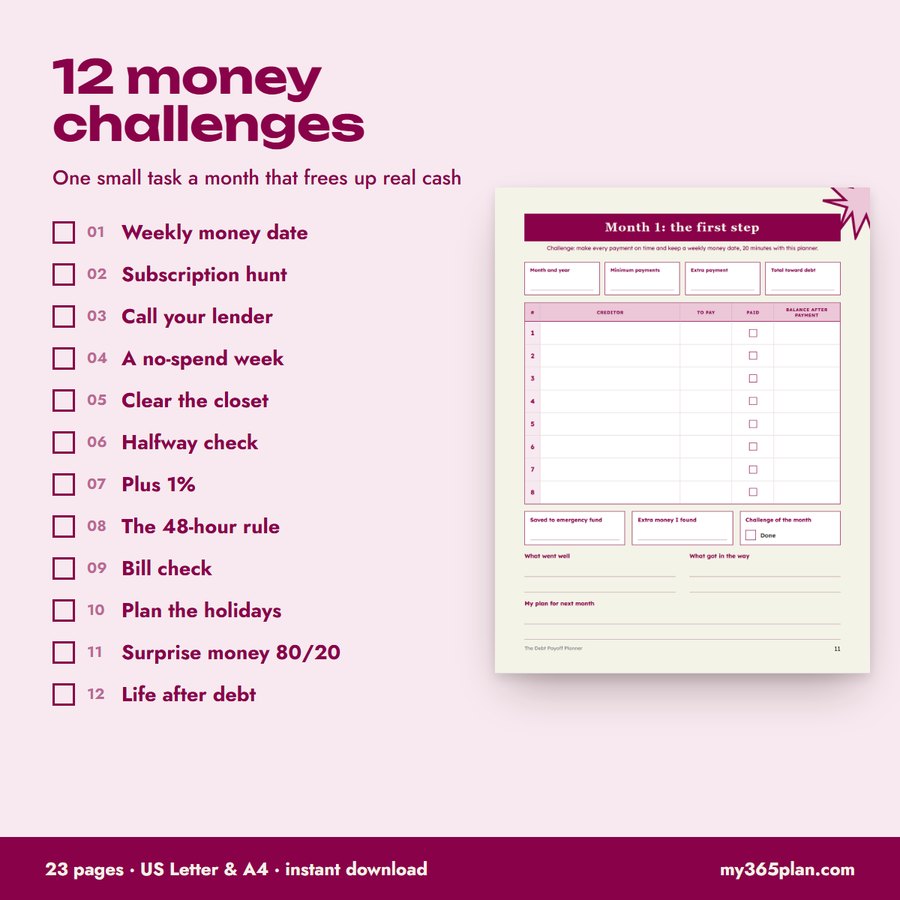 12 money
challenges
One small task a month that frees up real cash
01 Weekly money date
02 Subscription hunt
03 Call your lender
04 A no-spend week
05 Clear the closet
06 Halfway check
07 Plus 1%
08 The 48-hour rule
09 Bill check
10 Plan the holidays
11 Surprise money 80/20
12 Life after debt
Month 1: the first step
Challenge: make every payment on time and keep a weekly money date, 20 minutes with this planner.
Month and year Minimum payments Extra payment Total toward debt
# CREDITOR TO PAY PAID BALANCE AFTER
PAYMENT
1
2
3
4
5
6
7
8
Saved to emergency fund Extra money I found Challenge of the month
Done
What went well What got in the way
My plan for next month
The Debt Payoff Planner 11
23 pages · US Letter & A4 · instant download my365plan.com